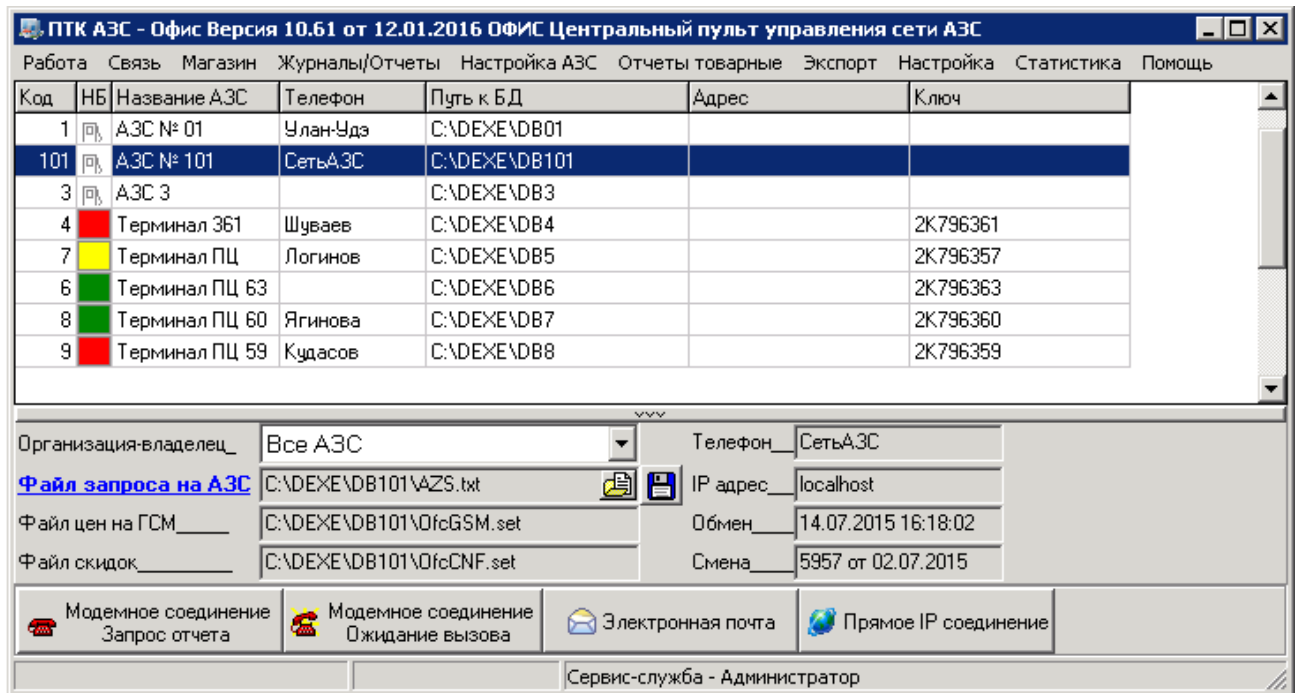 ПТК АЗС - Офис Версия 10.61 от 12.01.2016 ОФИС Центральный пульт управления сети АЗС
Работа Связь Магазин Журналы/Отчеты Настройка АЗС Отчеты товарные Экспорт Настройка Статистика Помощь
Код НБ Название АЗС Телефон Путь к БД Адрес Ключ
1 АЗС № 01 Улан-Удэ C:\DEXE\DB01
101 АЗС № 101 СетьАЗС C:\DEXE\DB101
3 АЗС 3 C:\DEXE\DB3
4 Терминал 361 Шуваев C:\DEXE\DB4 2K796361
7 Терминал ПЦ Логинов C:\DEXE\DB5 2K796357
6 Терминал ПЦ 63 C:\DEXE\DB6 2K796363
8 Терминал ПЦ 60 Ягинова C:\DEXE\DB7 2K796360
9 Терминал ПЦ 59 Кудасов C:\DEXE\DB8 2K796359
Организация-владелец_ Все АЗС Телефон__ СетьАЗС
Файл запроса на АЗС C:\DEXE\DB101\AZS.txt IP адрес__ localhost
Файл цен на ГСМ_____ C:\DEXE\DB101\OfcGSM.set Обмен____ 14.07.2015 16:18:02
Файл скидок_________ C:\DEXE\DB101\OfcCNF.set Смена____ 5957 от 02.07.2015
Модемное соединение Модемное соединение Электронная почта Прямое IP соединение
Запрос отчета Ожидание вызова
Сервис-служба - Администратор